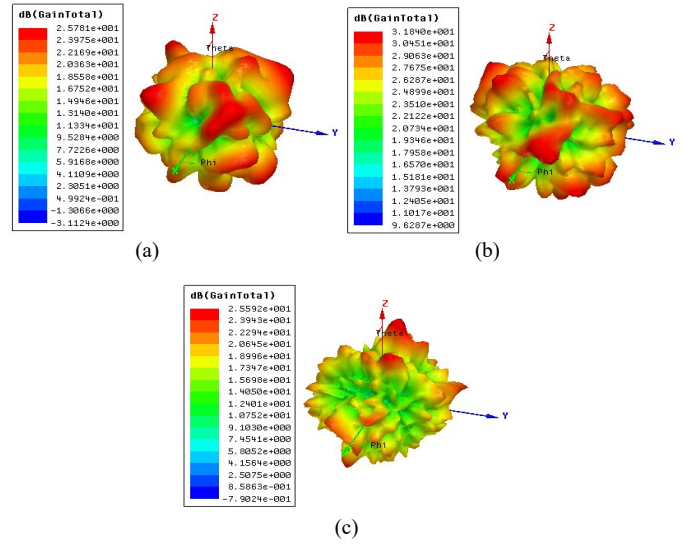 dB(GainTotal)
2.5781e+001
2.3975e+001
2.2169e+001
2.0363e+001
1.8558e+001
1.6752e+001
1.4946e+001
1.3140e+001
1.1334e+001
9.5284e+000
7.7226e+000
5.9168e+000
4.1109e+000
2.3051e+000
4.9924e-001
-1.3066e+000
-3.1124e+000
Z
Theta
Y
Phi
X
(a)
dB(GainTotal)
3.1840e+001
3.0451e+001
2.9063e+001
2.7675e+001
2.6287e+001
2.4899e+001
2.3510e+001
2.2122e+001
2.0734e+001
1.9346e+001
1.7958e+001
1.6570e+001
1.5181e+001
1.3793e+001
1.2405e+001
1.1017e+001
9.6287e+000
Z
Theta
Y
Phi
X
(b)
dB(GainTotal)
2.5592e+001
2.3943e+001
2.2294e+001
2.0645e+001
1.8996e+001
1.7347e+001
1.5698e+001
1.4050e+001
1.2401e+001
1.0752e+001
9.1030e+000
7.4541e+000
5.8052e+000
4.1564e+000
2.5075e+000
8.5863e-001
-7.9024e-001
Z
Theta
Y
Phi
(c)